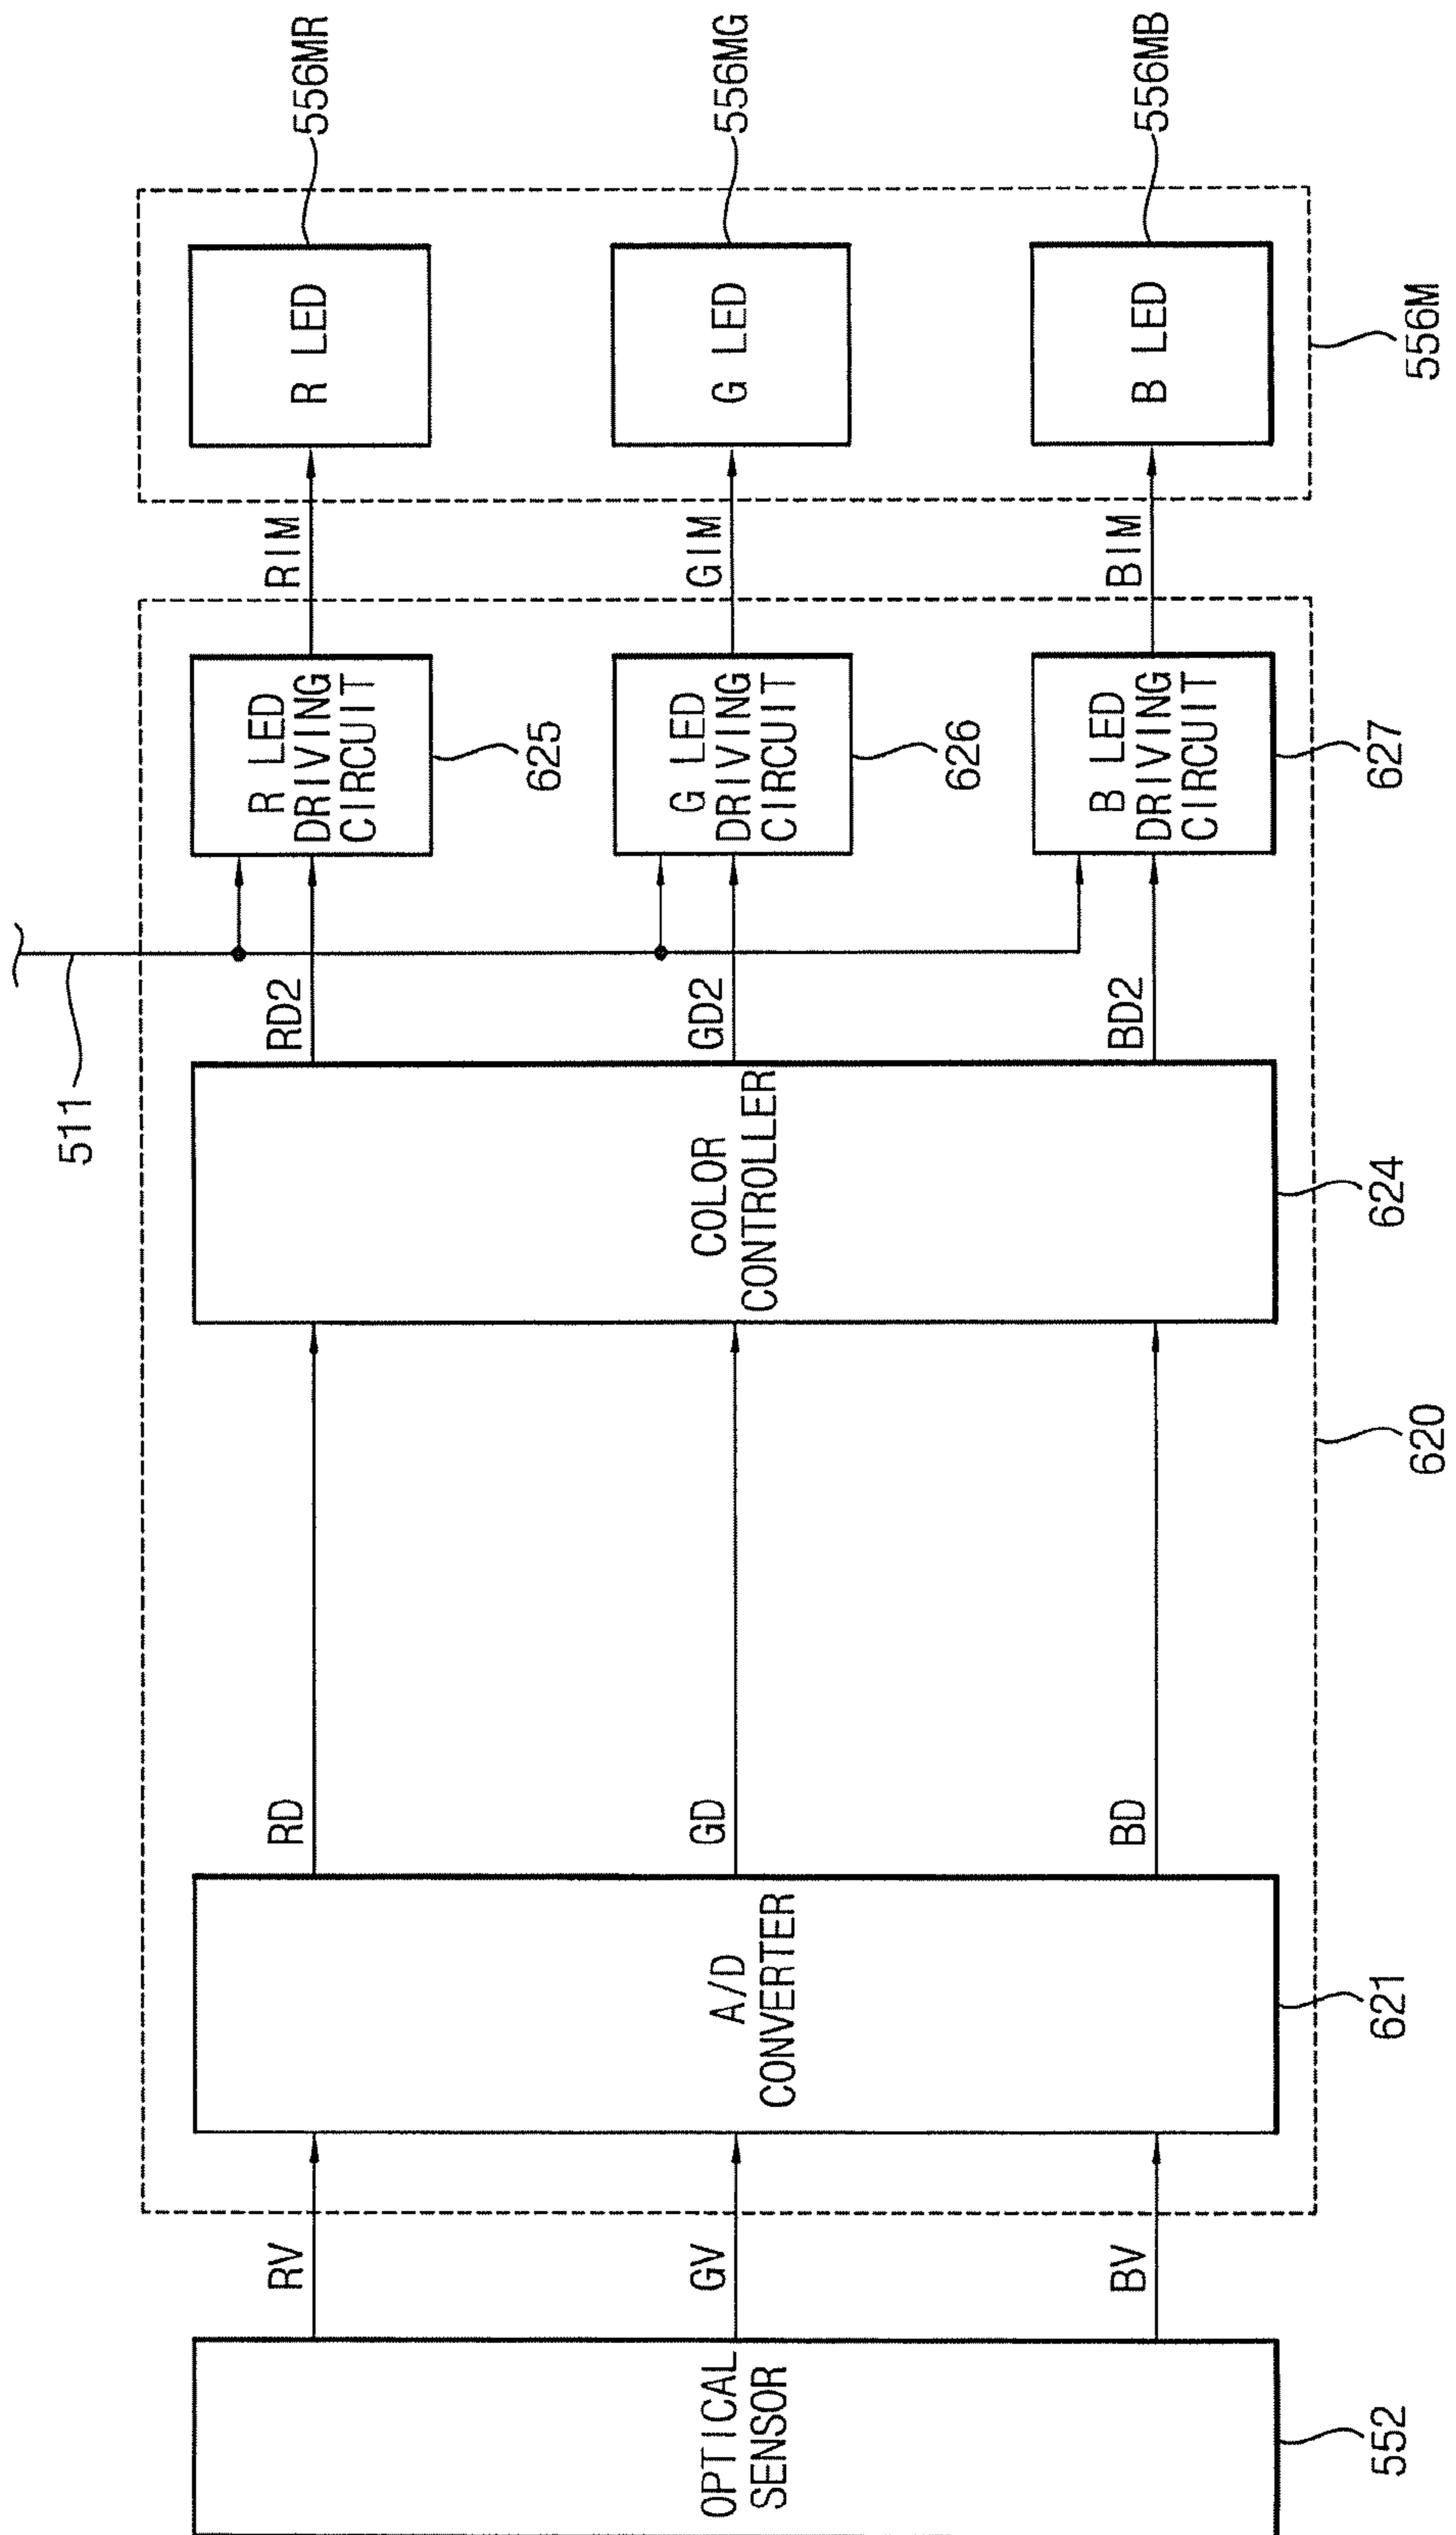 511
OPTICAL
SENSOR
552
RV
GV
BV
A/D
CONVERTER
621
RD
GD
BD
COLOR
CONTROLLER
624
RD2
GD2
BD2
R LED
DRIVING
CIRCUIT
625
G LED
DRIVING
CIRCUIT
626
B LED
DRIVING
CIRCUIT
627
620
RIM
GIM
BIM
R LED
556MR
G LED
556MG
B LED
556MB
556M